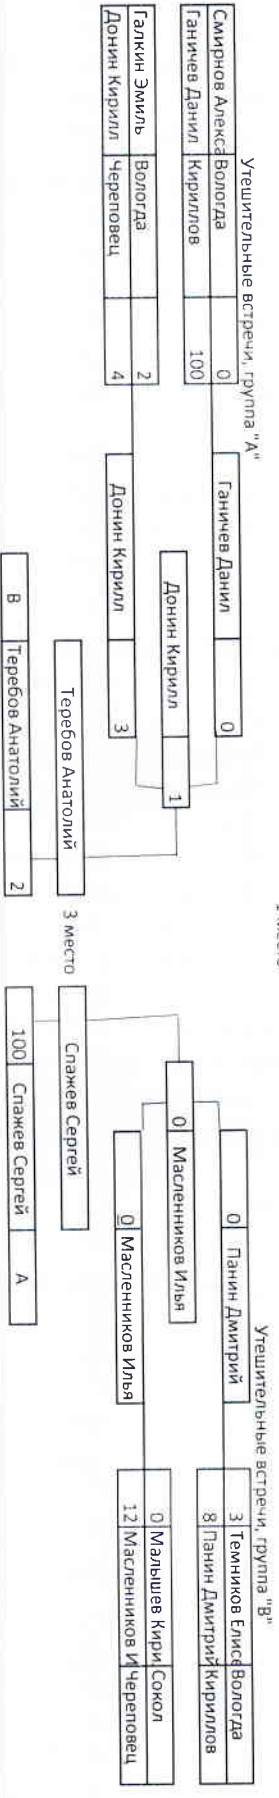 Утешительные встречи, группа "А"
Смирнов Алекса Вологда 0
Ганичев Данил Кириллов 100
Ганичев Данил 0
Донин Кирилл 1
Галкин Эмиль Вологда 2
Донин Кирилл Череповец 4
Донин Кирилл 3
Теребов Анатолий
3 место
В Теребов Анатолий 2
Утешительные встречи, группа "В"
3 Темников Елисе Вологда
8 Панин Дмитрий Кириллов
0 Панин Дмитрий
0 Масленников Илья
0 Малышев Кири Сокол
12 Масленников И Череповец
0 Масленников Илья
Спажев Сергей
100 Спажев Сергей А